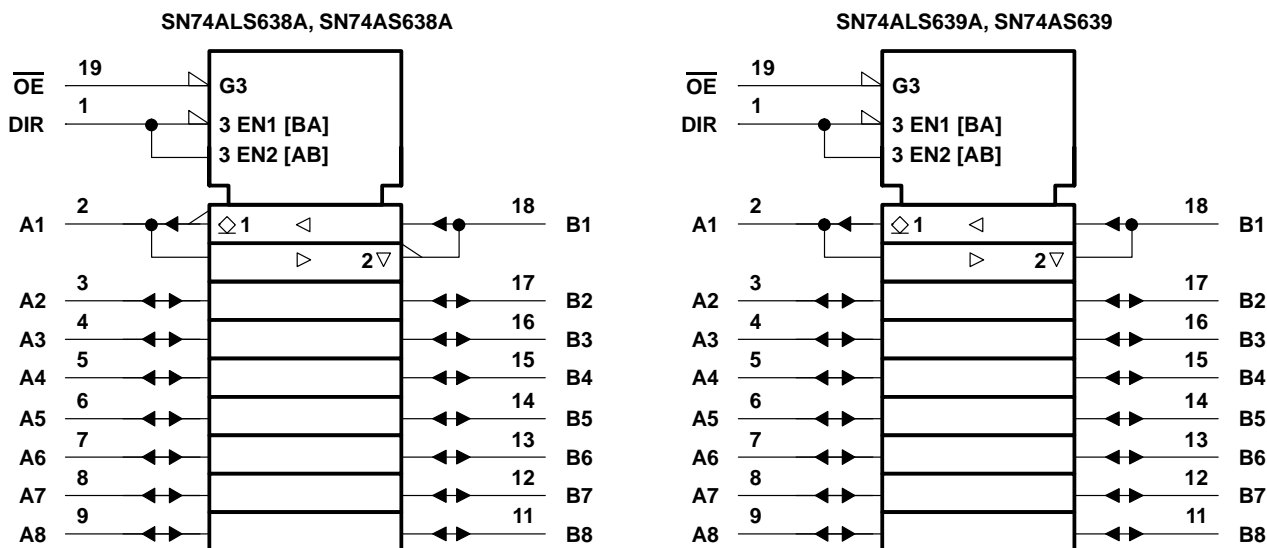 SN74ALS638A, SN74AS638A
OE
19
G3
DIR
1
3 EN1 [BA]
3 EN2 [AB]
A1
2
1
18
B1
2
A2
3
17
B2
A3
4
16
B3
A4
5
15
B4
A5
6
14
B5
A6
7
13
B6
A7
8
12
B7
A8
9
11
B8
SN74ALS639A, SN74AS639
OE
19
G3
DIR
1
3 EN1 [BA]
3 EN2 [AB]
A1
2
1
18
B1
2
A2
3
17
B2
A3
4
16
B3
A4
5
15
B4
A5
6
14
B5
A6
7
13
B6
A7
8
12
B7
A8
9
11
B8